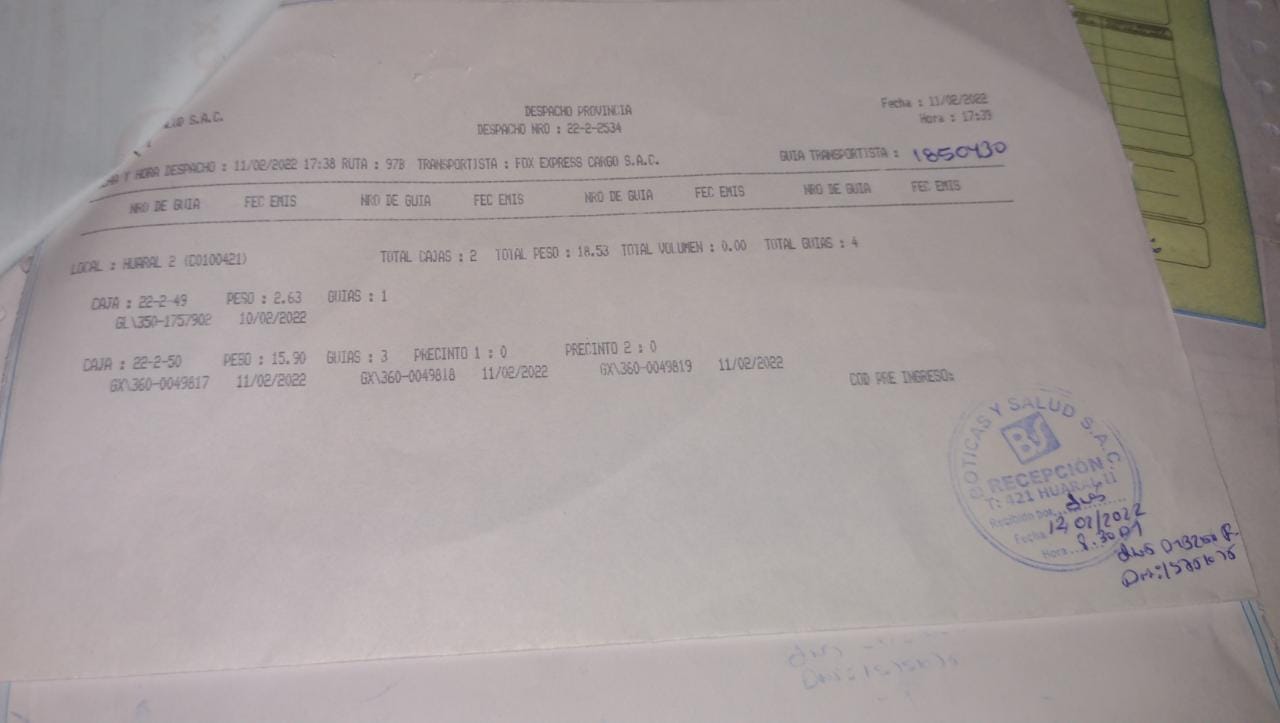 S.A.C.
DESPACHO PROVINCIA
Fecha : 11/02/2022
DESPACHO NRO : 22-2-2534
Hora : 17:39
Y HORA DESPACHO : 11/02/2022 17:38 RUTA : 97B TRANSPORTISTA : FOX EXPRESS CARGO S.A.C. GUIA TRANSPORTISTA : 1850430
NRO DE GUIA FEC EMIS NRO DE GUIA FEC EMIS NRO DE GUIA FEC EMIS NRO DE GUIA FEC EMIS
LOCAL : HUARAL 2 (C0100421) TOTAL CAJAS : 2 TOTAL PESO : 18.53 TOTAL VOLUMEN : 0.00 TOTAL GUIAS : 4
CAJA : 22-2-49 PESO : 2.63 GUIAS : 1
GL\350-1757902 10/02/2022
CAJA : 22-2-50 PESO : 15.90 GUIAS : 3 PRECINTO 1 : 0 PRECINTO 2 : 0
GX\360-0049817 11/02/2022 GX\360-0049818 11/02/2022 GX\360-0049819 11/02/2022
COD PRE INGRESO:
BOTICAS Y SALUD S.A.C.
BS
RECEPCIÓN
T: 421 HUARAL II
Recibido por
Fecha 12/02/2022
Hora 8:30